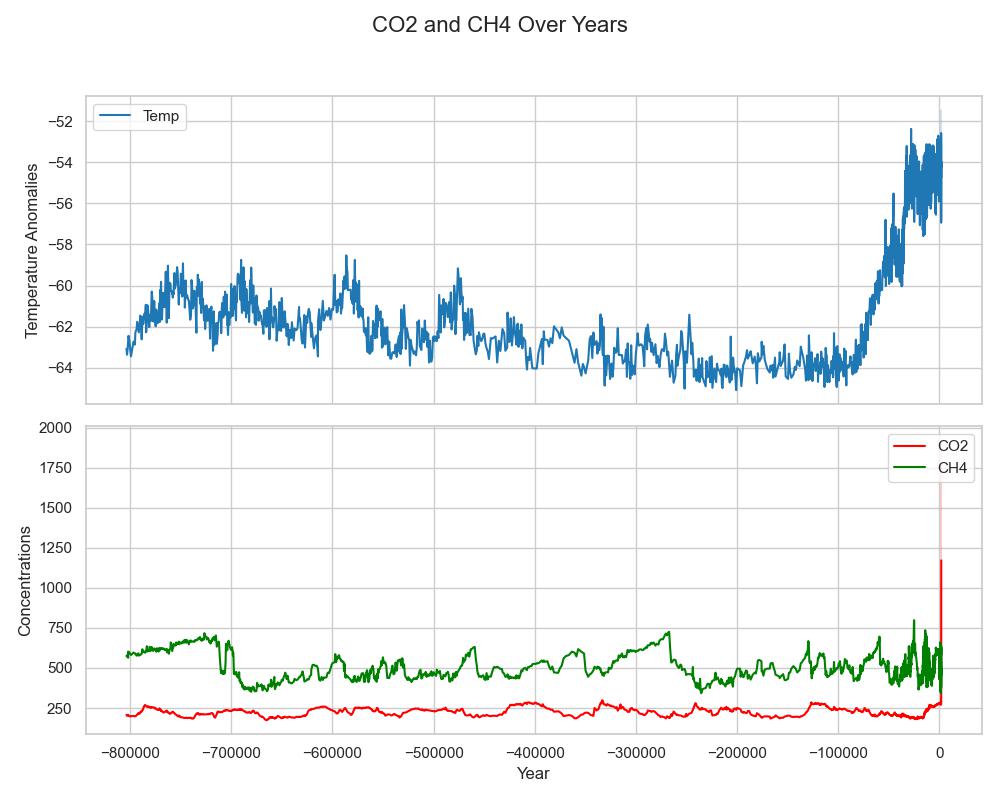 CO2 and CH4 Over Years
Temp
Temperature Anomalies
−52
−54
−56
−58
−60
−62
−64
CO2
CH4
Concentrations
2000
1750
1500
1250
1000
750
500
250
−800000 −700000 −600000 −500000 −400000 −300000 −200000 −100000 0
Year